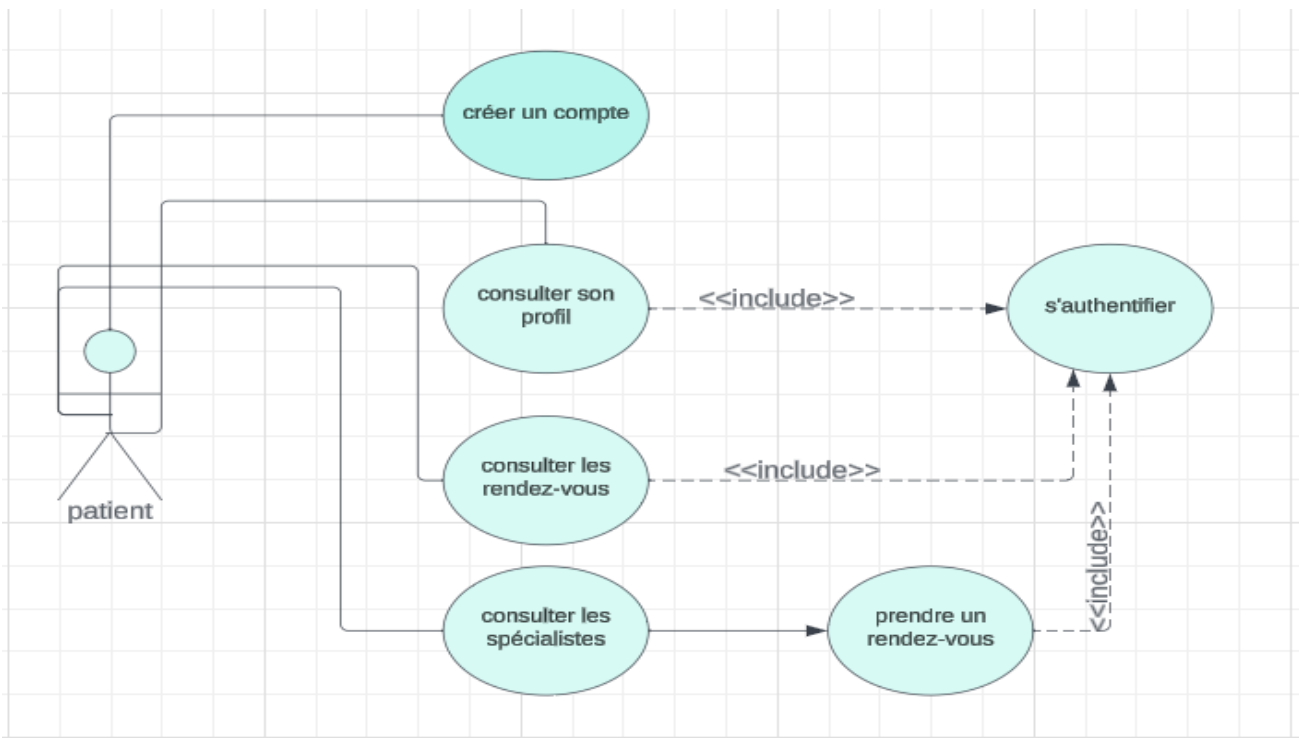 créer un compte
consulter son
profil
<<include>>
s'authentifier
consulter les
rendez-vous
<<include>>
patient
consulter les
spécialistes
prendre un
rendez-vous
<<include>>